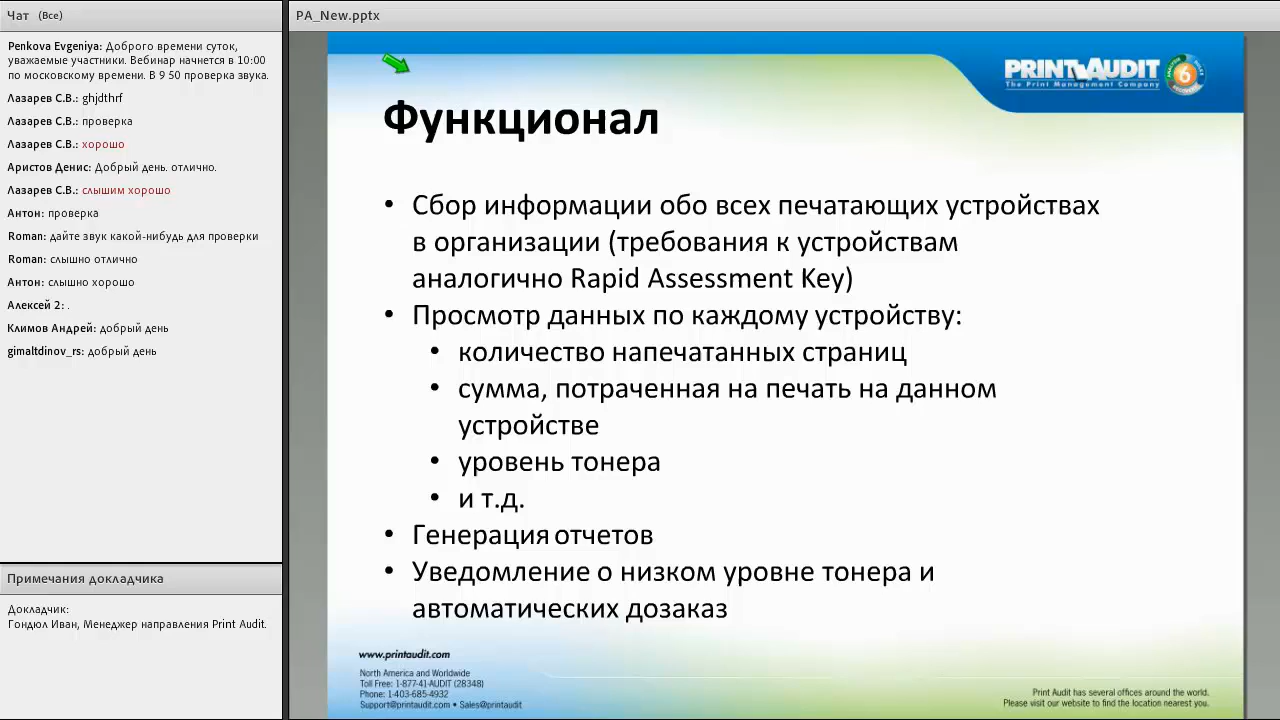 Чат (Все)
Penkova Evgeniya: Доброго времени суток,
уважаемые участники. Вебинар начнется в 10:00
по московскому времени. В 9 50 проверка звука.
Лазарев С.В.: ghjdthrf
Лазарев С.В.: проверка
Лазарев С.В.: хорошо
Аристов Денис: Добрый день. отлично.
Лазарев С.В.: слышим хорошо
Антон: проверка
Roman: дайте звук какой-нибудь для проверки
Roman: слышно отлично
Антон: слышно хорошо
Алексей 2: .
Климов Андрей: добрый день
gimaltdinov_rs: добрый день
Примечания докладчика
Докладчик:
Гондюл Иван, Менеджер направления Print Audit.
PA_New.pptx
PRINT AUDIT 6
The Print Management Company
Функционал
• Сбор информации обо всех печатающих устройствах
в организации (требования к устройствам
аналогично Rapid Assessment Key)
• Просмотр данных по каждому устройству:
• количество напечатанных страниц
• сумма, потраченная на печать на данном
устройстве
• уровень тонера
• и т.д.
• Генерация отчетов
• Уведомление о низком уровне тонера и
автоматических дозаказ
www.printaudit.com
North America and Worldwide
Toll Free: 1-877-41-AUDIT (28348)
Phone: 1-403-685-4932
Support@printaudit.com • Sales@printaudit
Print Audit has several offices around the world.
Please visit our website to find the location nearest you.